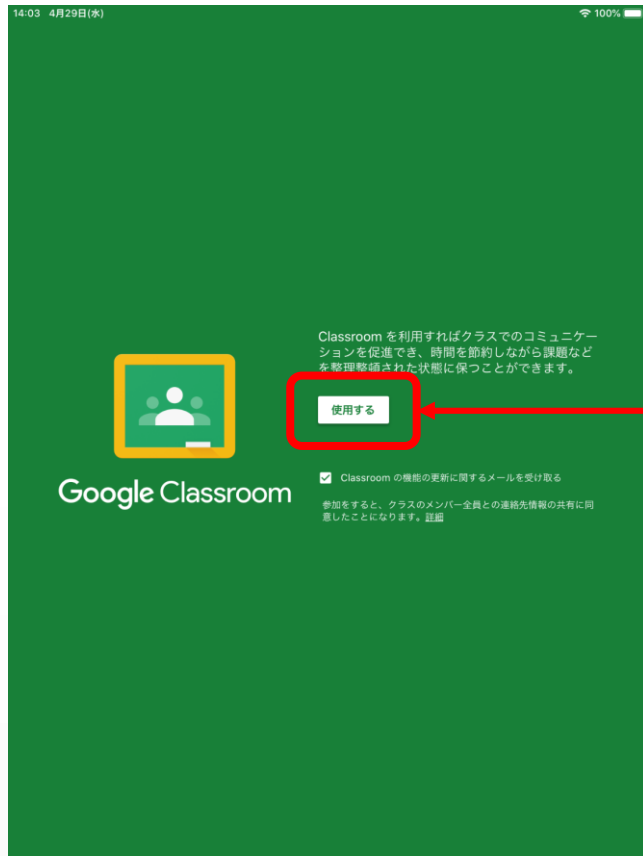 14:03 4月29日(水)
100%
Classroom を利用すればクラスでのコミュニケー
ションを促進でき、時間を節約しながら課題など
を整理整頓された状態に保つことができます。
使用する
Google Classroom
Classroom の機能の更新に関するメールを受け取る
参加をすると、クラスのメンバー全員との連絡先情報の共有に同
意したことになります。詳細